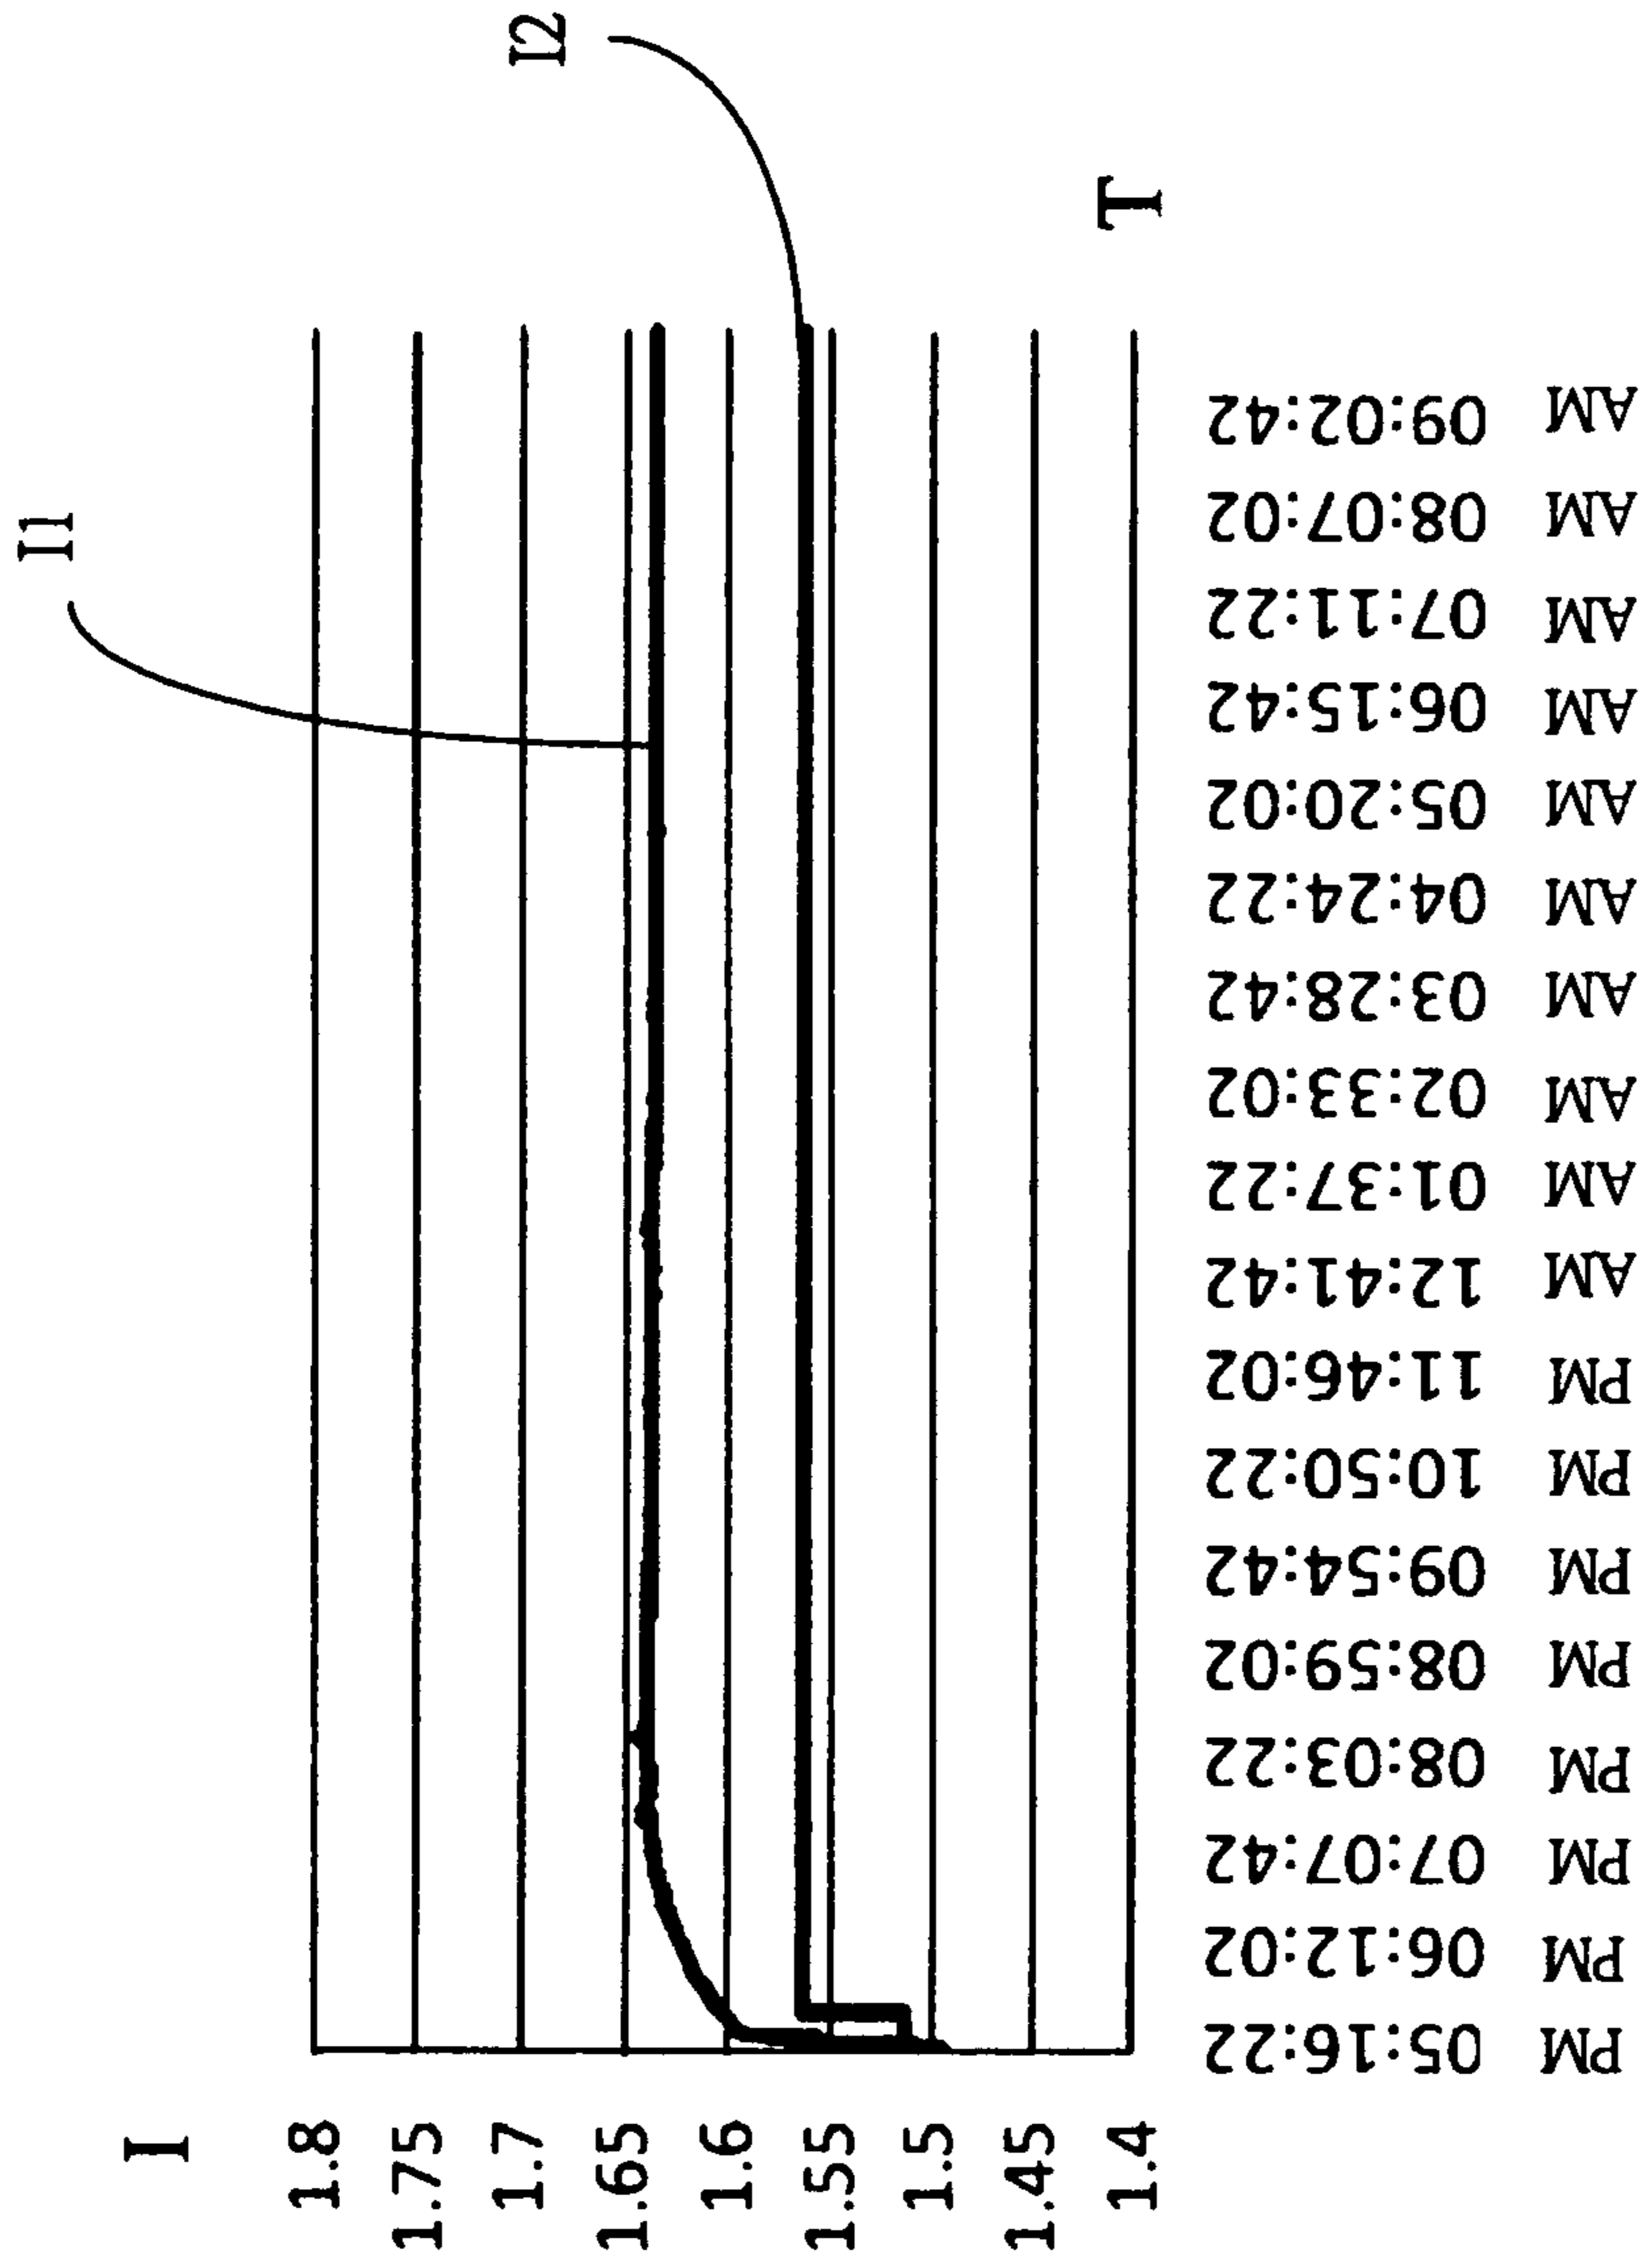 I
I1
I2
1.8
1.75
1.7
1.65
1.6
1.55
1.5
1.45
1.4
T
05:16:22 PM
06:12:02 PM
07:07:42 PM
08:03:22 PM
08:59:02 PM
09:54:42 PM
10:50:22 PM
11:46:02 PM
12:41:42 AM
01:37:22 AM
02:33:02 AM
03:28:42 AM
04:24:22 AM
05:20:02 AM
06:15:42 AM
07:11:22 AM
08:07:02 AM
09:02:42 AM